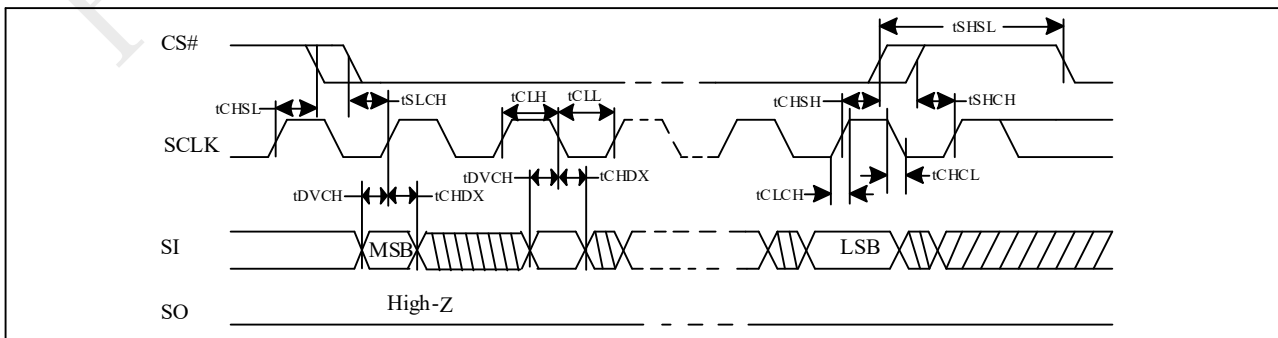 CS#
tSHSL
tCHSL
tSLCH
tCLH
tCLL
tCHSH
tSHCH
SCLK
tDVCH
tCHDX
tDVCH
tCHDX
tCLCH
tCHCL
SI
MSB
LSB
High-Z
SO